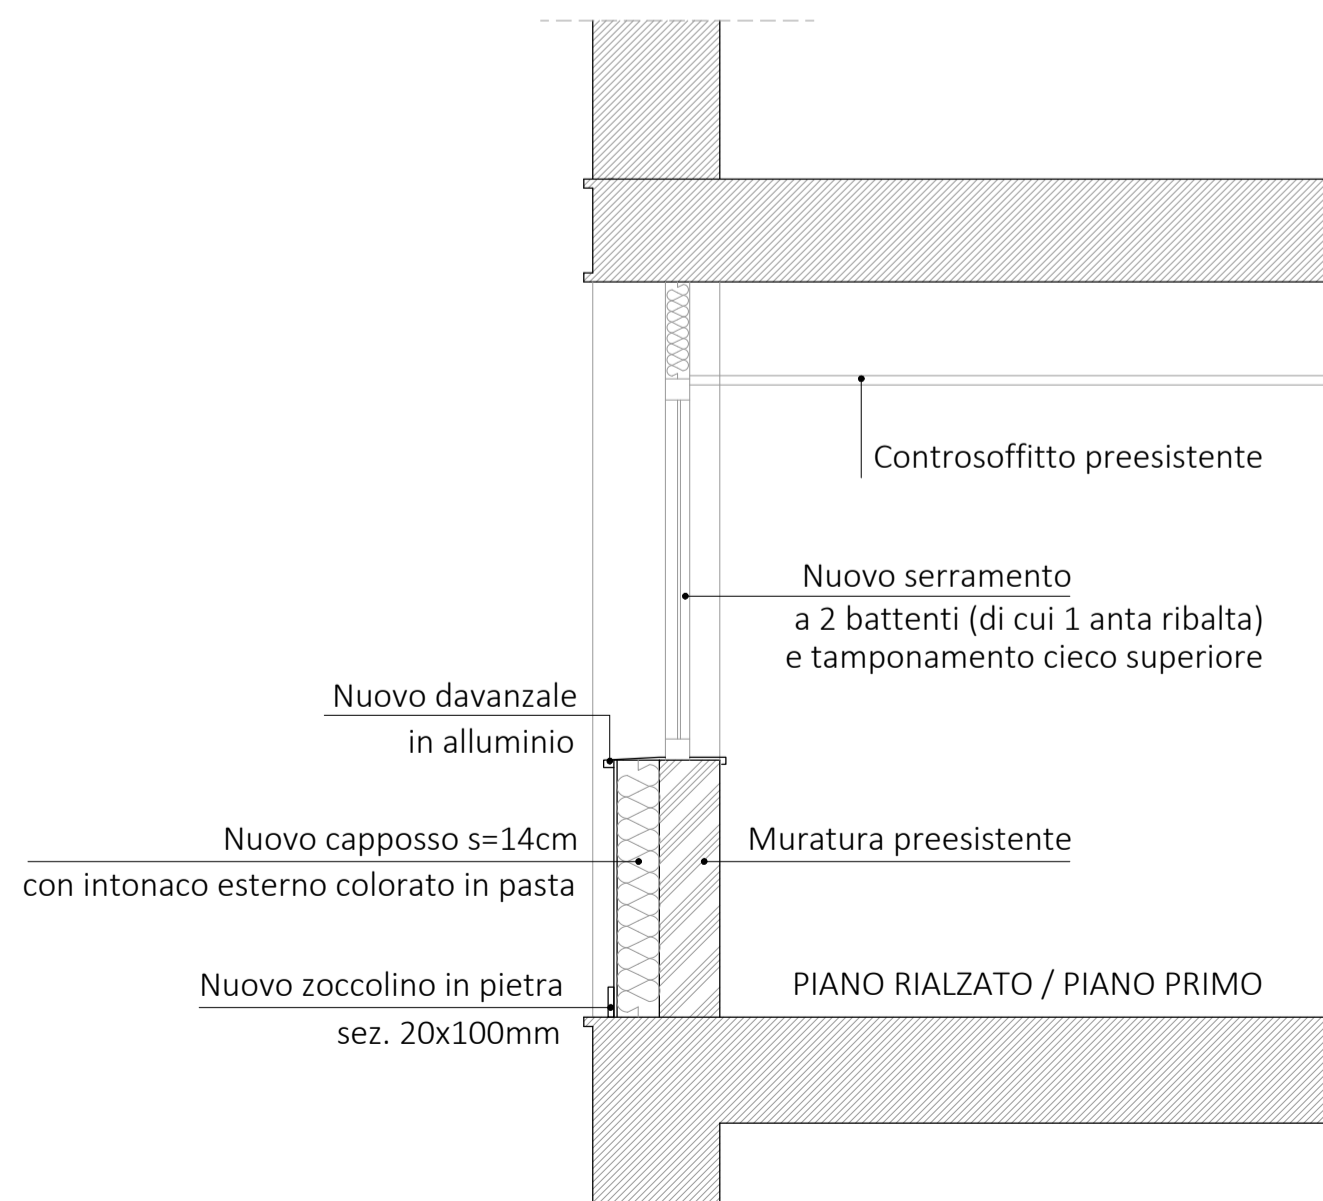 Controsoffitto preesistente
Nuovo serramento
a 2 battenti (di cui 1 anta ribalta)
e tamponamento cieco superiore
Nuovo davanzale
in alluminio
Nuovo capposso s=14cm
con intonaco esterno colorato in pasta
Muratura preesistente
Nuovo zoccolino in pietra
sez. 20x100mm
PIANO RIALZATO / PIANO PRIMO